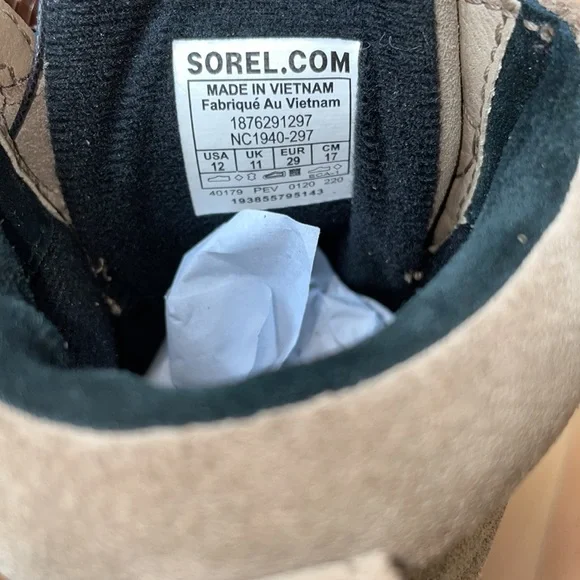 SOREL.COM
MADE IN VIETNAM
Fabriqué Au Vietnam
1876291297
NC1940-297
USA UK EUR CM
12 11 29 17
40179 PEV 0120 220
193855795143